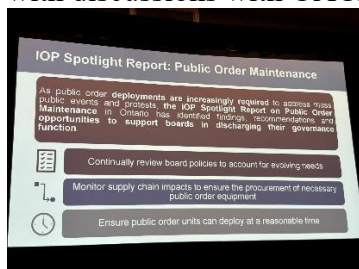 with discussions with
IOP Spotlight Report: Public Order Maintenance
As public order deployments are increasingly required to address mass
public events and protests, the IOP Spotlight Report on Public Order
Maintenance in Ontario has identified findings, recommendations and
opportunities to support boards in discharging their governance
function.
Continually review board policies to account for evolving needs
Monitor supply chain impacts to ensure the procurement of necessary
public order equipment
Ensure public order units can deploy at a reasonable time